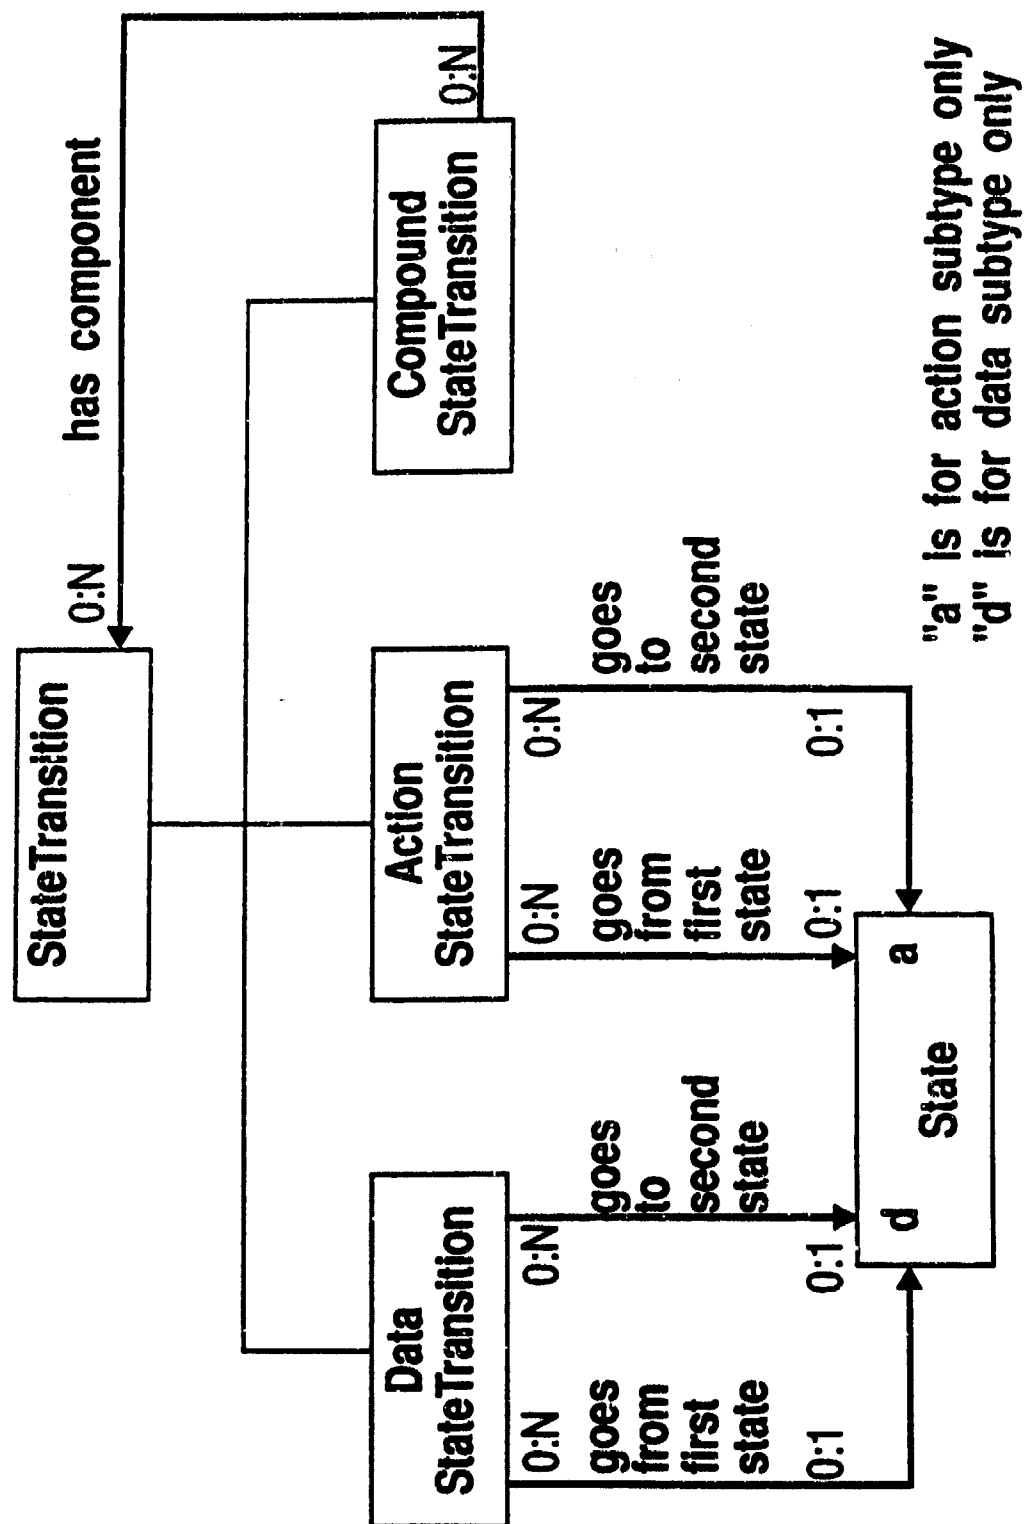 has component
0:N
0:N
StateTransition
Data
StateTransition
Action
StateTransition
Compound
StateTransition
0:N
goes
from
first
state
0:1
0:N
goes
to
second
state
0:1
0:N
goes
from
first
state
0:1
0:N
goes
to
second
state
0:1
d
State
a
"a" is for action subtype only
"d" is for data subtype only